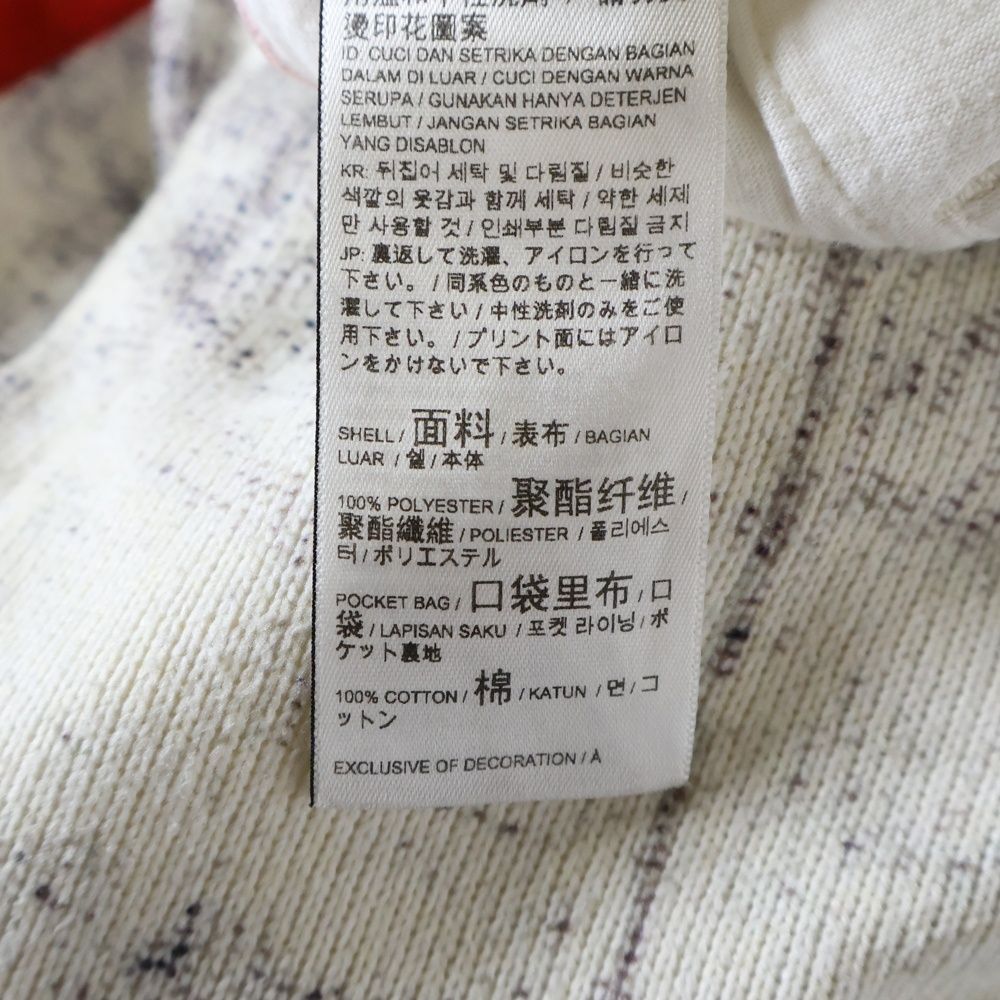 燙印花圖案
ID: CUCI DAN SETRIKA DENGAN BAGIAN
DALAM DI LUAR / CUCI DENGAN WARNA
SERUPA / GUNAKAN HANYA DETERJEN
LEMBUT / JANGAN SETRIKA BAGIAN
YANG DISABLON
KR: 뒤집어 세탁 및 다림질 / 비슷한
색깔의 옷감과 함께 세탁 / 약한 세제
만 사용할 것 / 인쇄부분 다림질 금지
JP: 裏返して洗濯、アイロンを行って
下さい。 / 同系色のものと一緒に洗
濯して下さい / 中性洗剤のみをご使
用下さい。 / プリント面にはアイロ
ンをかけないで下さい。
SHELL / 面料 / 表布 / BAGIAN
LUAR / 쉘 / 本体
100% POLYESTER / 聚酯纤维 /
聚酯纖維 / POLIESTER / 폴리에스
터 / ポリエステル
POCKET BAG / 口袋里布 / 口
袋 / LAPISAN SAKU / 포켓 라이닝 / ポ
ケット裏地
100% COTTON / 棉 / KATUN / 면 / コ
ットン
EXCLUSIVE OF DECORATION / A